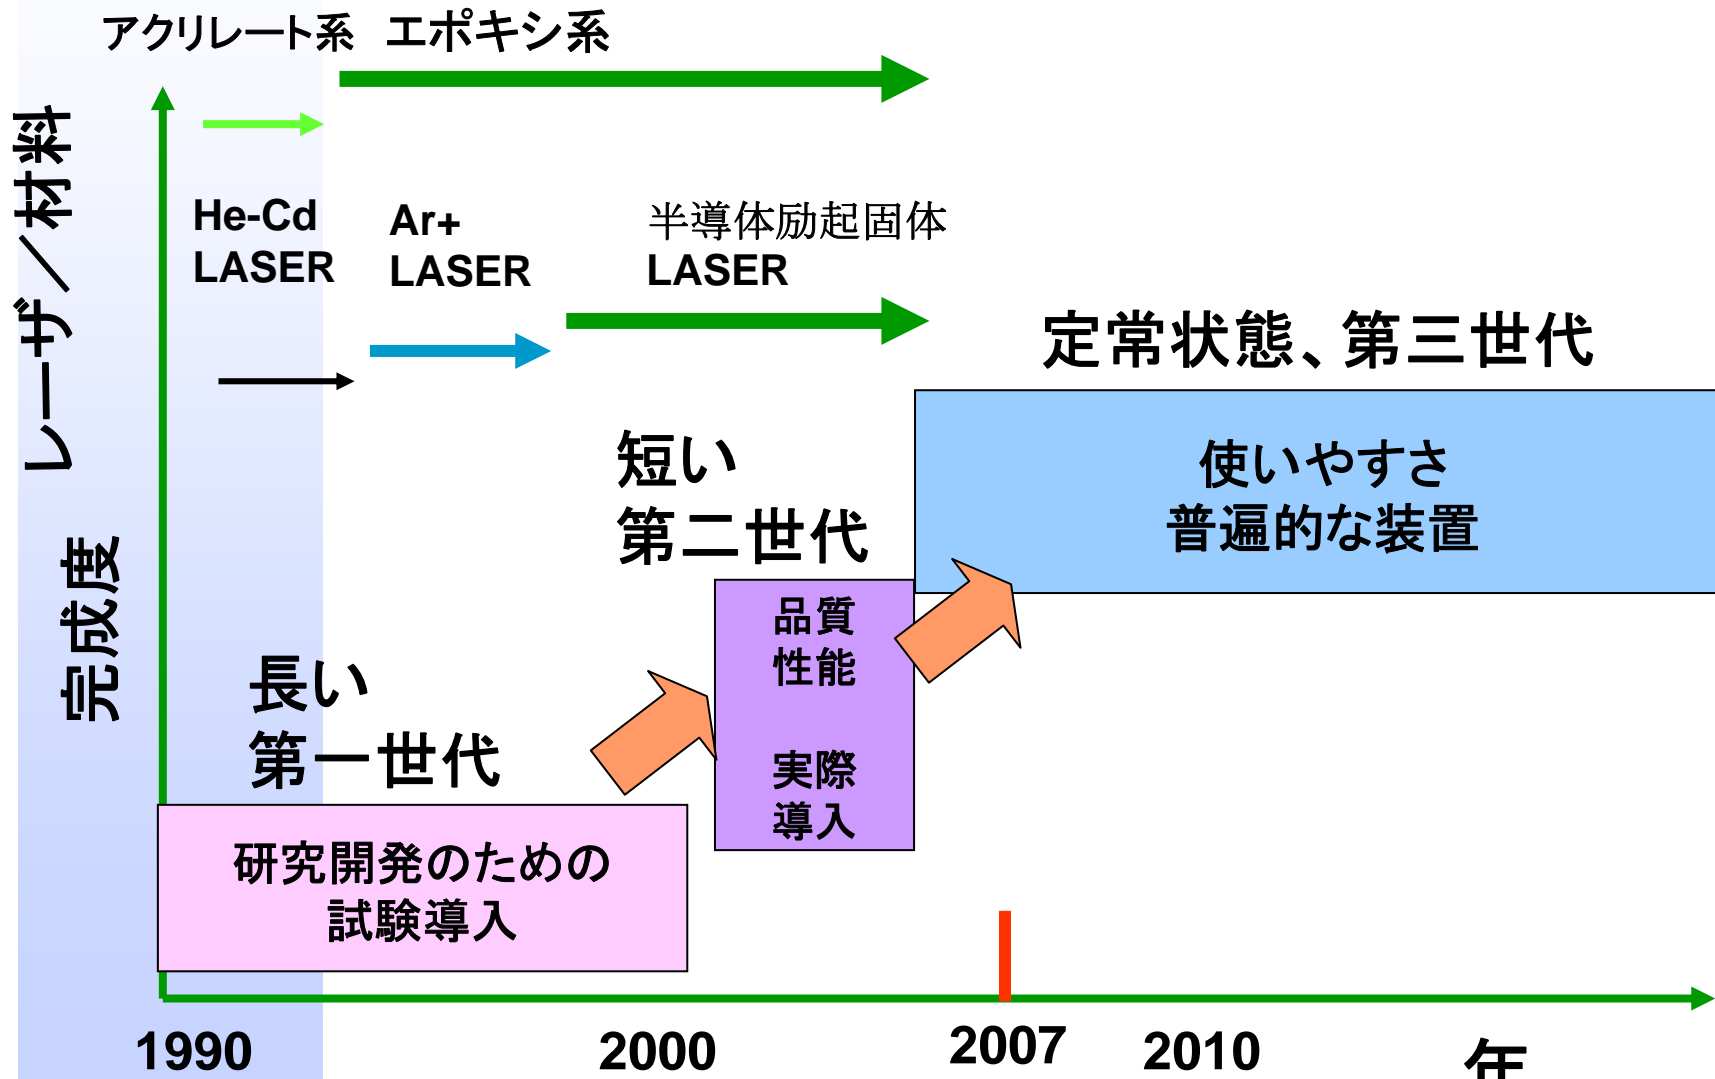 アクリレート系 エポキシ系
レーザ／材料
完成度
He-Cd
LASER
Ar+
LASER
半導体励起固体
LASER
定常状態、第三世代
使いやすさ
普遍的な装置
短い
第二世代
品質
性能
実際
導入
長い
第一世代
研究開発のための
試験導入
1990
2000
2007
2010
年